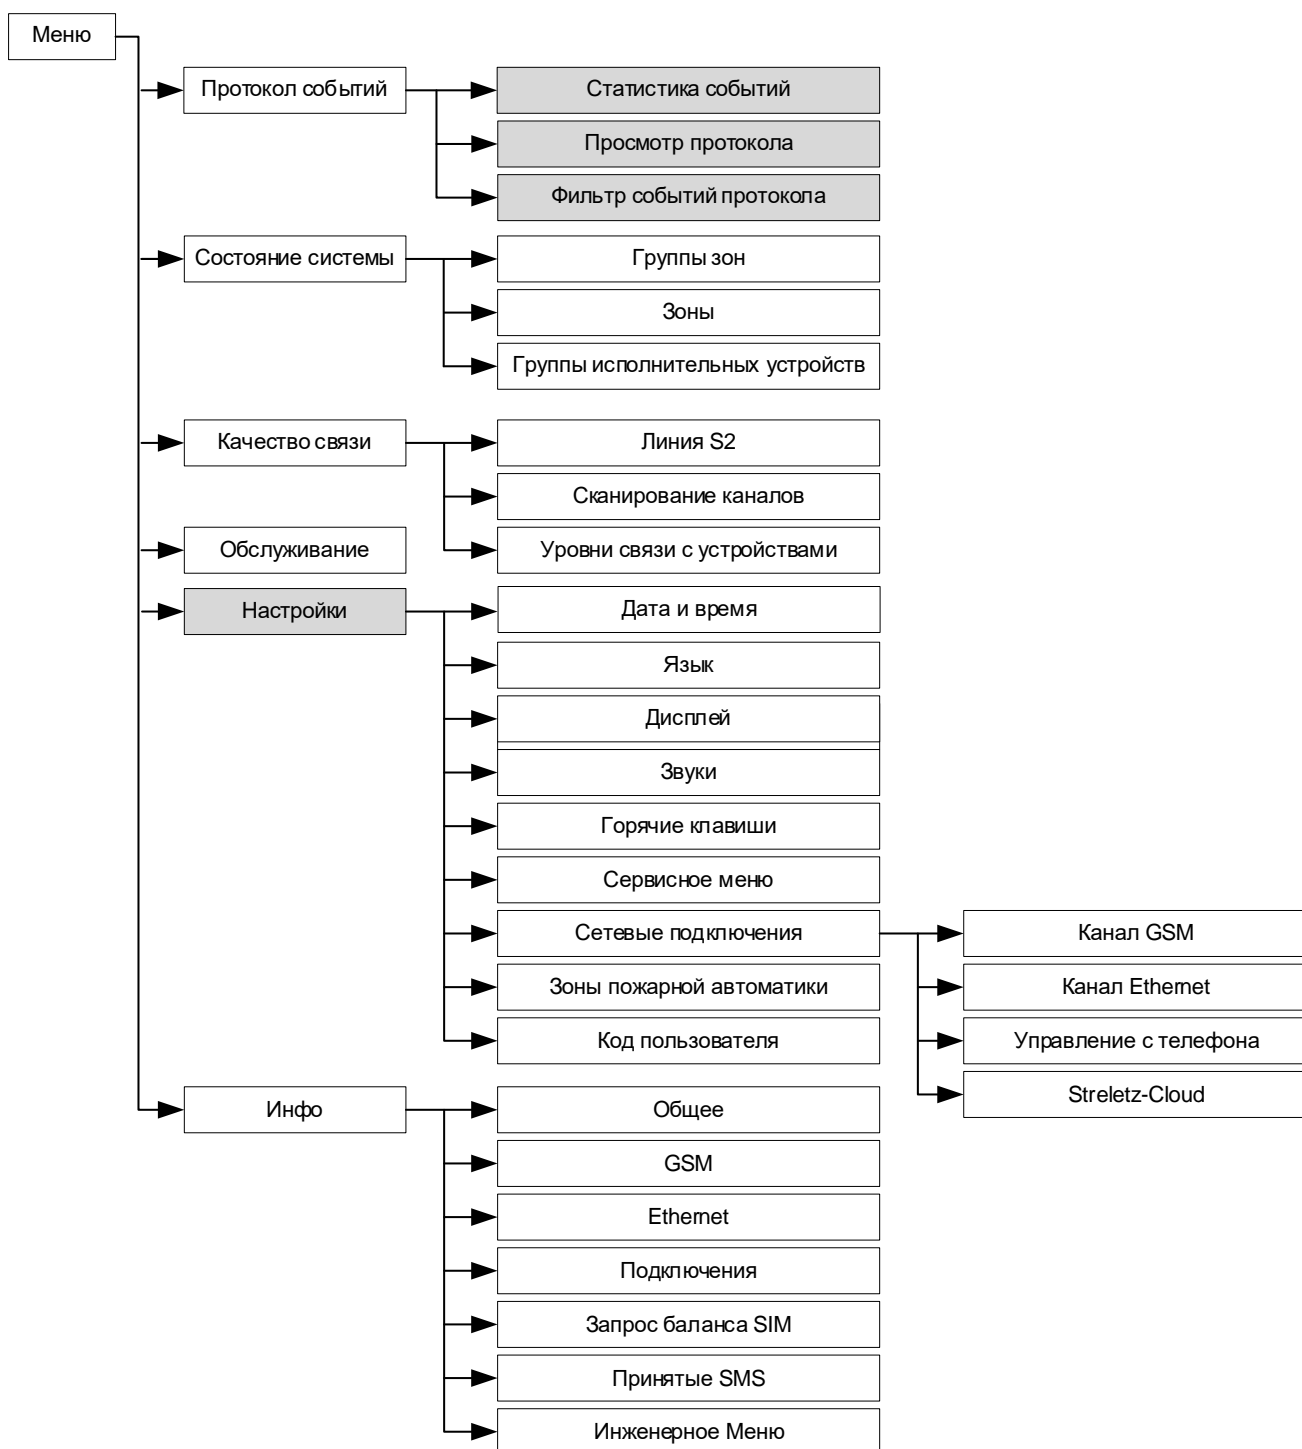 Меню
Протокол событий
Статистика событий
Просмотр протокола
Фильтр событий протокола
Состояние системы
Группы зон
Зоны
Группы исполнительных устройств
Качество связи
Линия S2
Сканирование каналов
Обслуживание
Уровни связи с устройствами
Настройки
Дата и время
Язык
Дисплей
Звуки
Горячие клавиши
Сервисное меню
Сетевые подключения
Канал GSM
Канал Ethernet
Управление с телефона
Streletz-Cloud
Зоны пожарной автоматики
Код пользователя
Инфо
Общее
GSM
Ethernet
Подключения
Запрос баланса SIM
Принятые SMS
Инженерное Меню